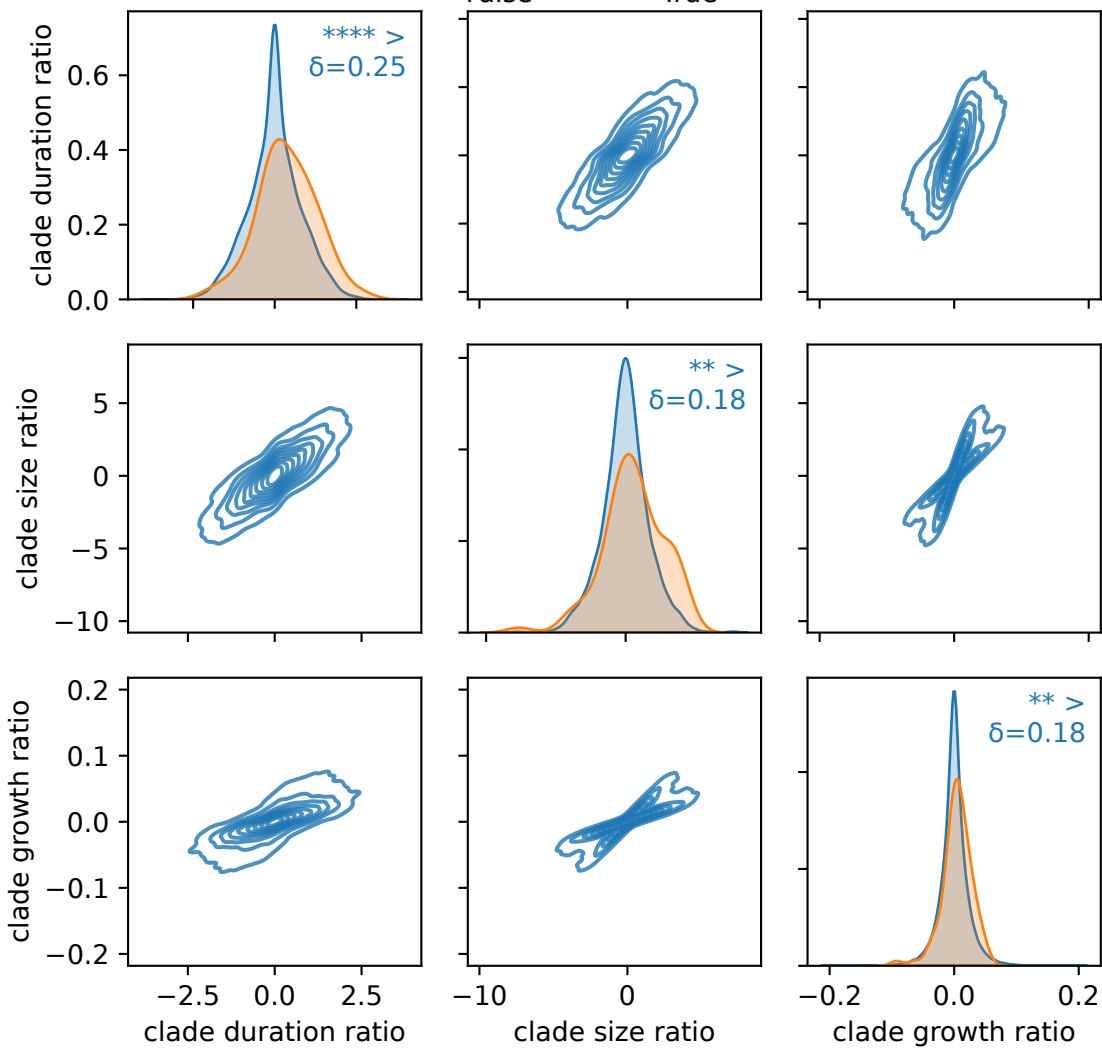 True
clade duration ratio
0.6
0.4
0.2
0.0
**** >
δ=0.25
clade size ratio
5
0
−5
−10
** >
δ=0.18
clade growth ratio
0.2
0.1
0.0
−0.1
−0.2
** >
δ=0.18
−2.5 0.0 2.5
−10 0
−0.2 0.0 0.2
clade duration ratio
clade size ratio
clade growth ratio